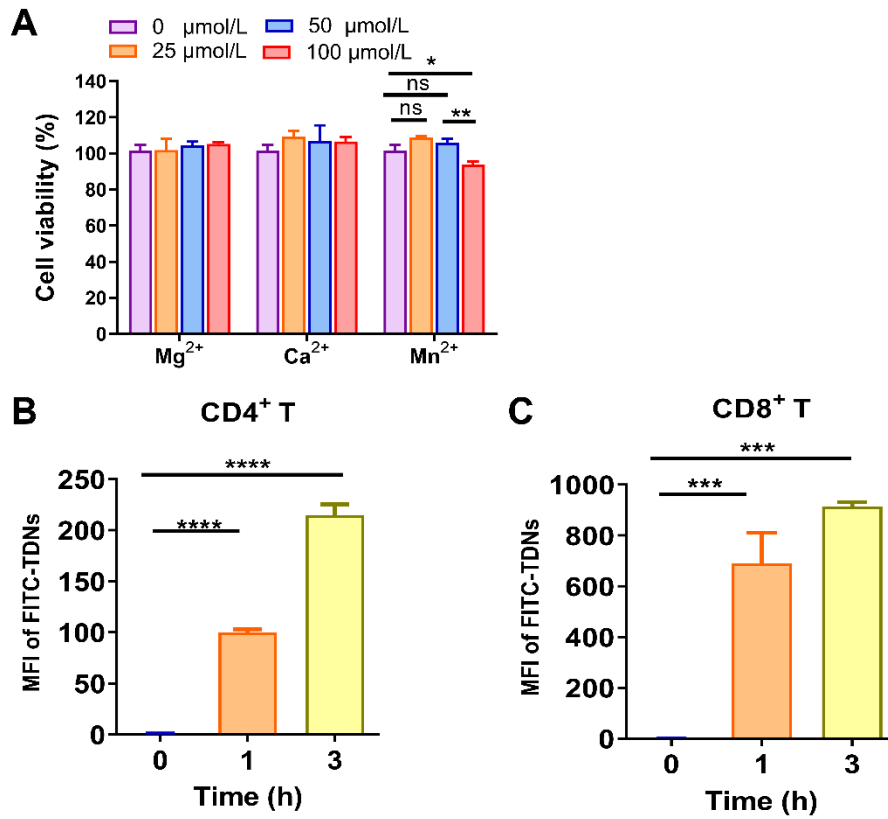 A
0 μmol/L 50 μmol/L
25 μmol/L 100 μmol/L
Cell viability (%)
140
120
100
80
60
40
20
0
*
ns
ns
**
Mg²⁺ Ca²⁺ Mn²⁺
B
CD4⁺ T
MFI of FITC-TDNs
250
200
150
100
50
0
****
****
0 1 3
Time (h)
C
CD8⁺ T
MFI of FITC-TDNs
1000
800
600
400
200
0
***
***
0 1 3
Time (h)